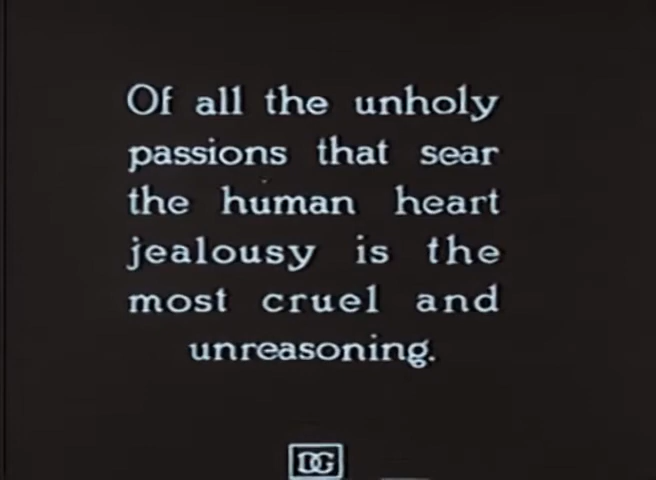 Of all the unholy
passions that sear
the human heart
jealousy is the
most cruel and
unreasoning.
DG